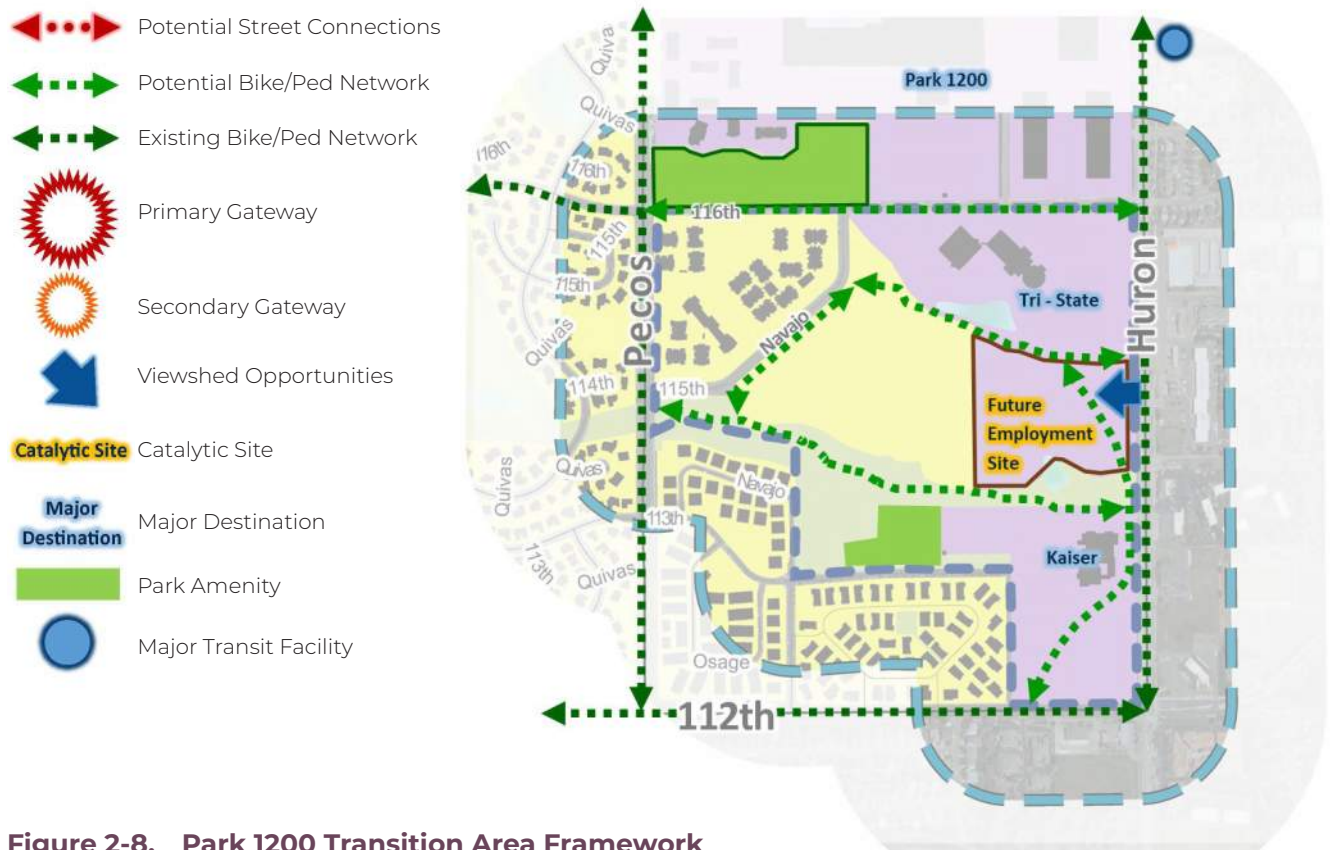 Potential Street Connections
Potential Bike/Ped Network
Existing Bike/Ped Network
Primary Gateway
Secondary Gateway
Viewshed Opportunities
Catalytic Site Catalytic Site
Major
Destination
Major Destination
Park Amenity
Major Transit Facility
Quiva
Park 1200
Quivas
116th
116th
116th
115th
115th
Quivas
Pecos
Navajo
Tri - State
Huron
114th
115th
Future
Employment
Site
Quivas
Quivas
Navajo
113th
113th
Quivas
Kaiser
Osage
112th
Figure 2-8. Park 1200 Transition Area Framework